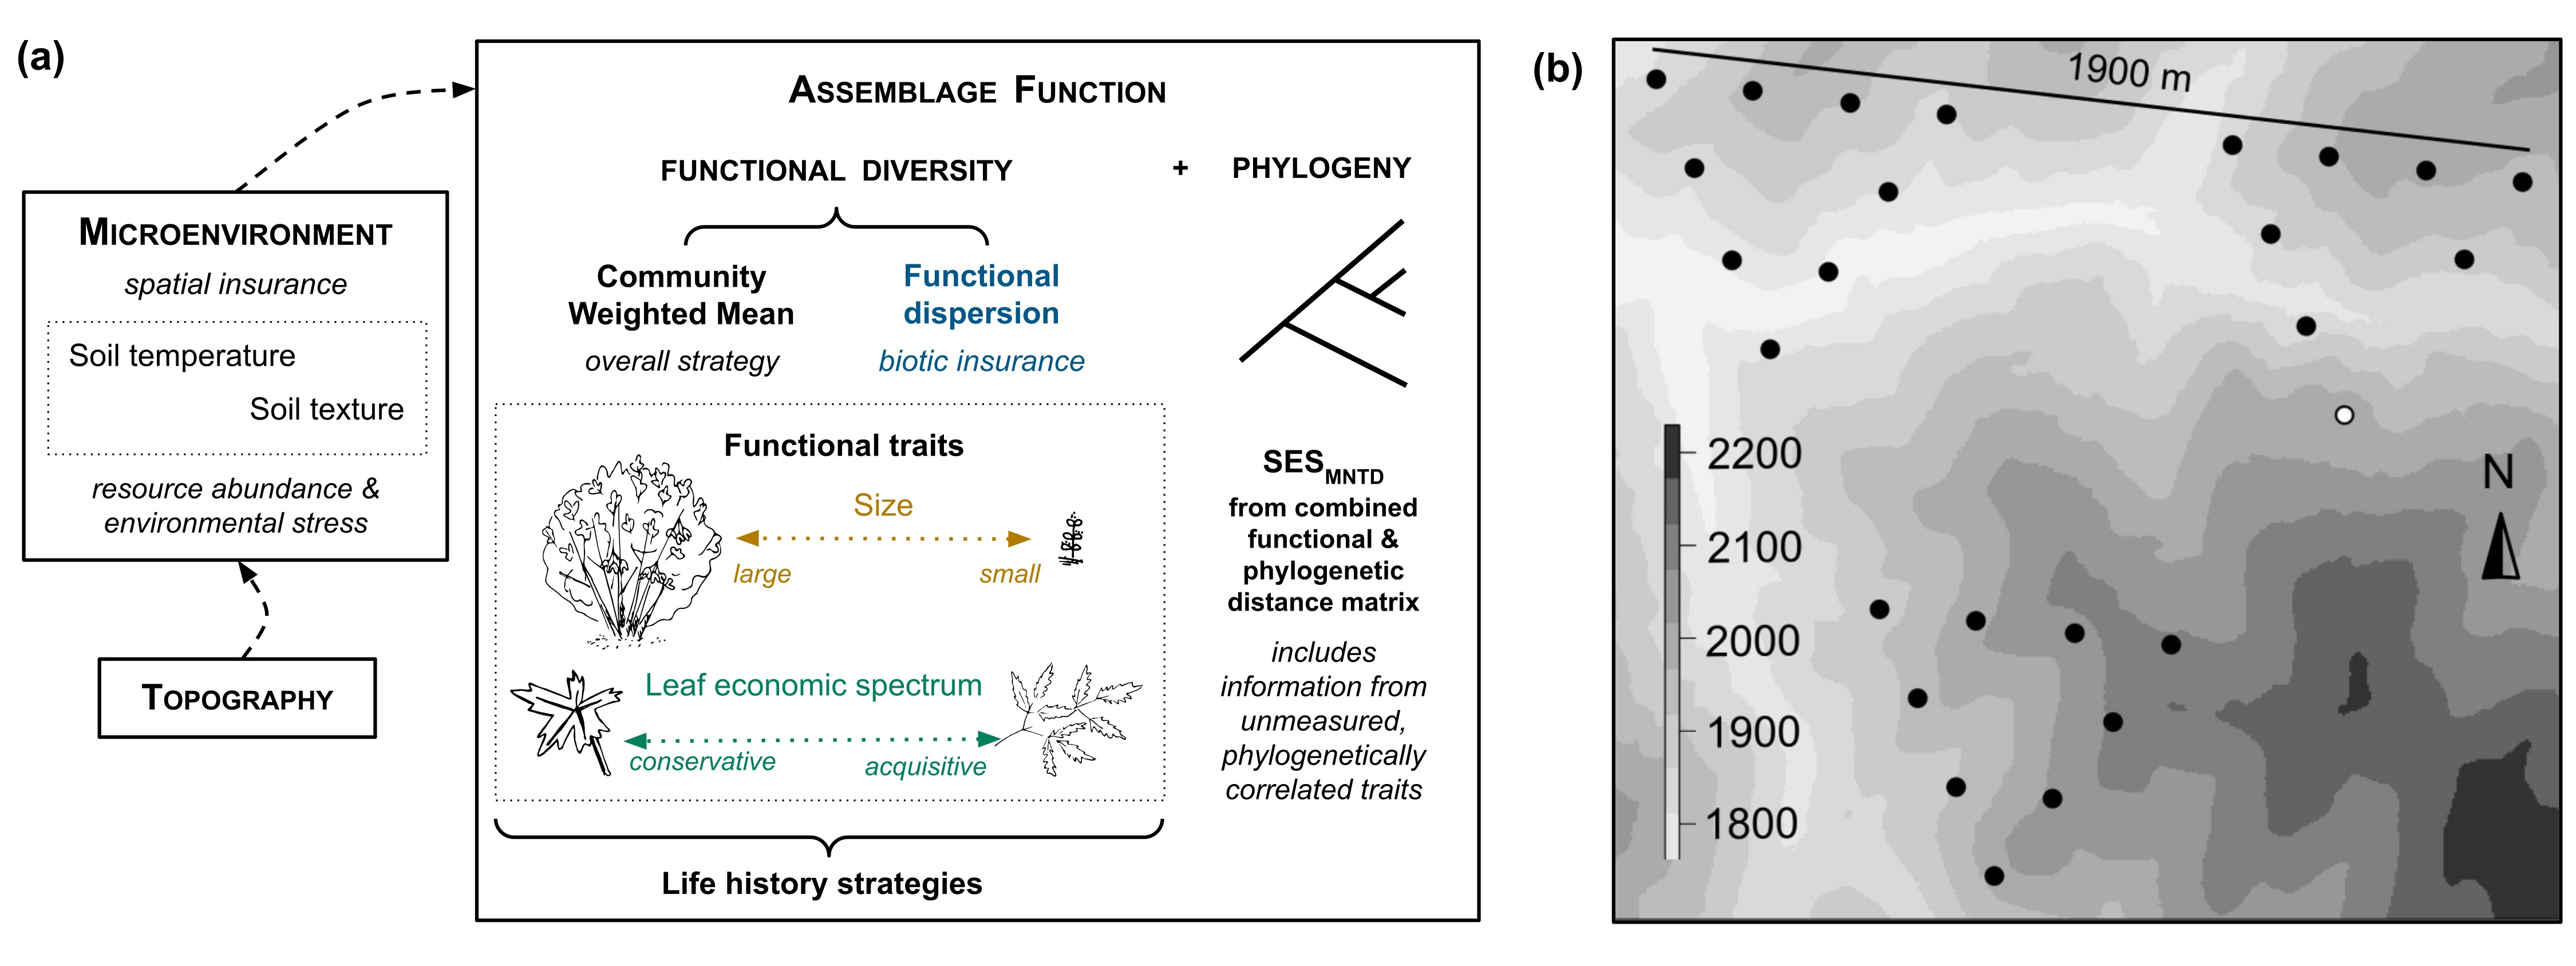 (a)
ASSEMBLAGE FUNCTION
FUNCTIONAL DIVERSITY + PHYLOGENY
MICROENVIRONMENT
spatial insurance
Soil temperature
Soil texture
resource abundance &
environmental stress
TOPOGRAPHY
Community
Weighted Mean
overall strategy
Functional
dispersion
biotic insurance
Functional traits
Size
large
small
Leaf economic spectrum
conservative
acquisitive
Life history strategies
SESMNTD
from combined
functional &
phylogenetic
distance matrix
includes
information from
unmeasured,
phylogenetically
correlated traits
(b)
1900 m
N
2200
2100
2000
1900
1800